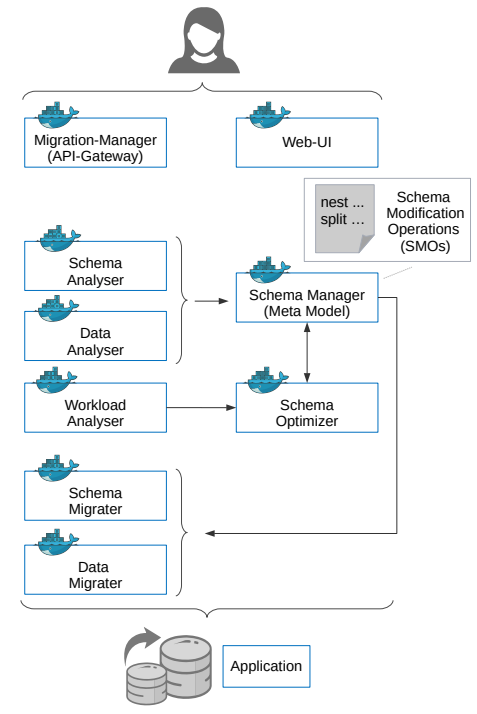 Migration-Manager
(API-Gateway)
Web-UI
nest ...
split ...
Schema
Modification
Operations
(SMOs)
Schema
Analyser
Schema Manager
(Meta Model)
Data
Analyser
Workload
Analyser
Schema
Optimizer
Schema
Migrater
Data
Migrater
Application